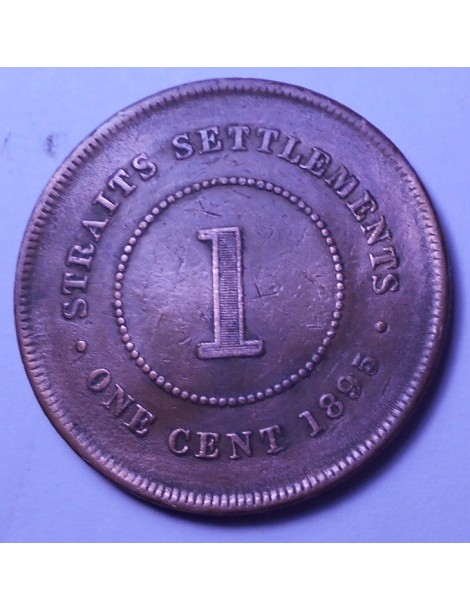 STRAITS SETTLEMENTS
1
· ONE CENT 1895 ·